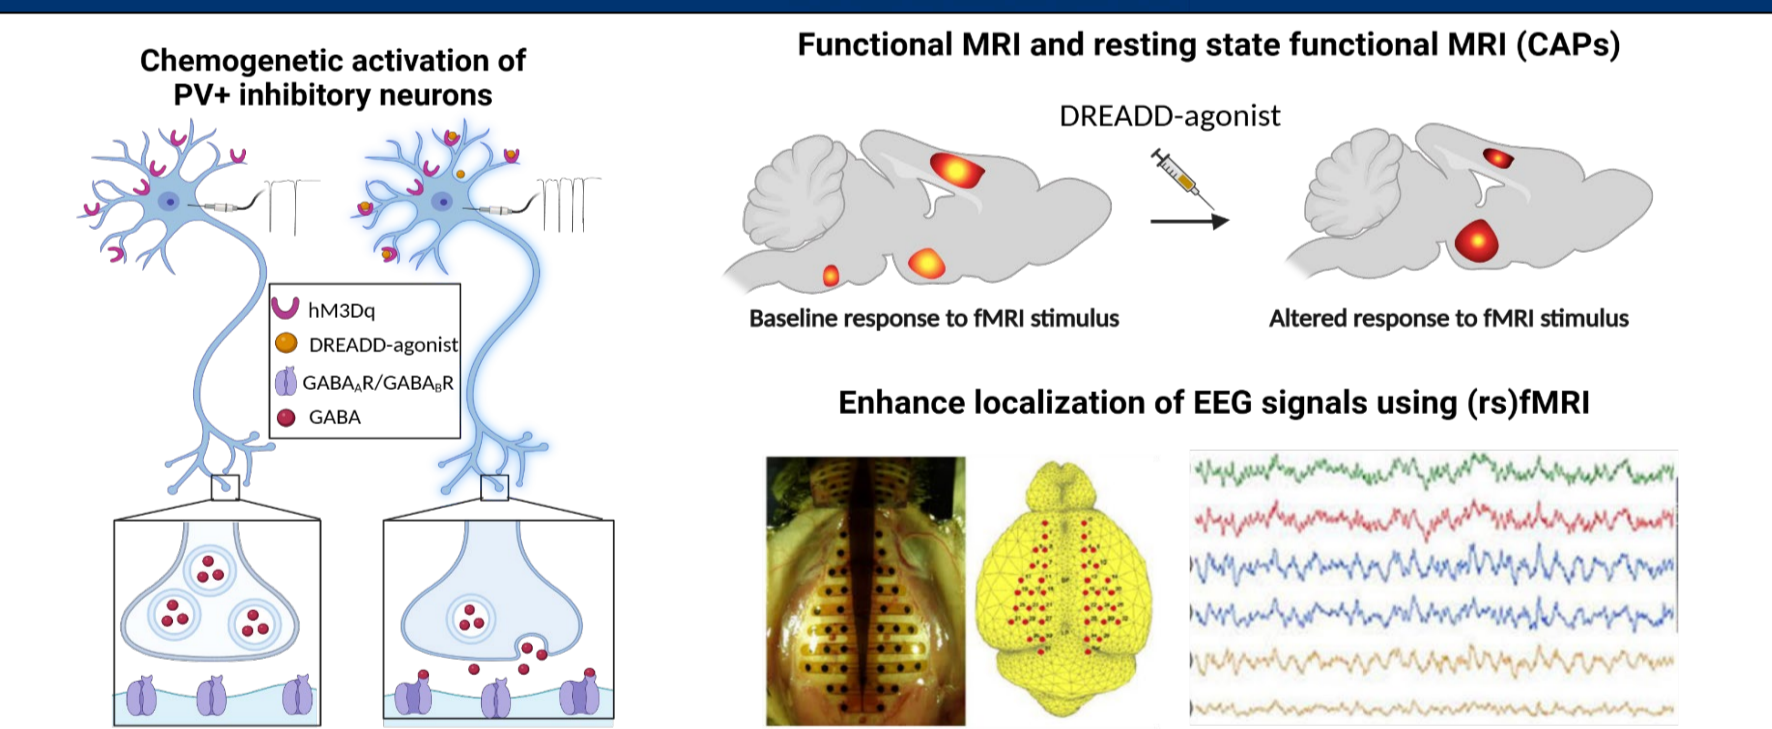 Chemogenetic activation of
PV+ inhibitory neurons
hM3Dq
DREADD-agonist
GABAAR/GABABR
GABA
Functional MRI and resting state functional MRI (CAPs)
DREADD-agonist
Baseline response to fMRI stimulus
Altered response to fMRI stimulus
Enhance localization of EEG signals using (rs)fMRI